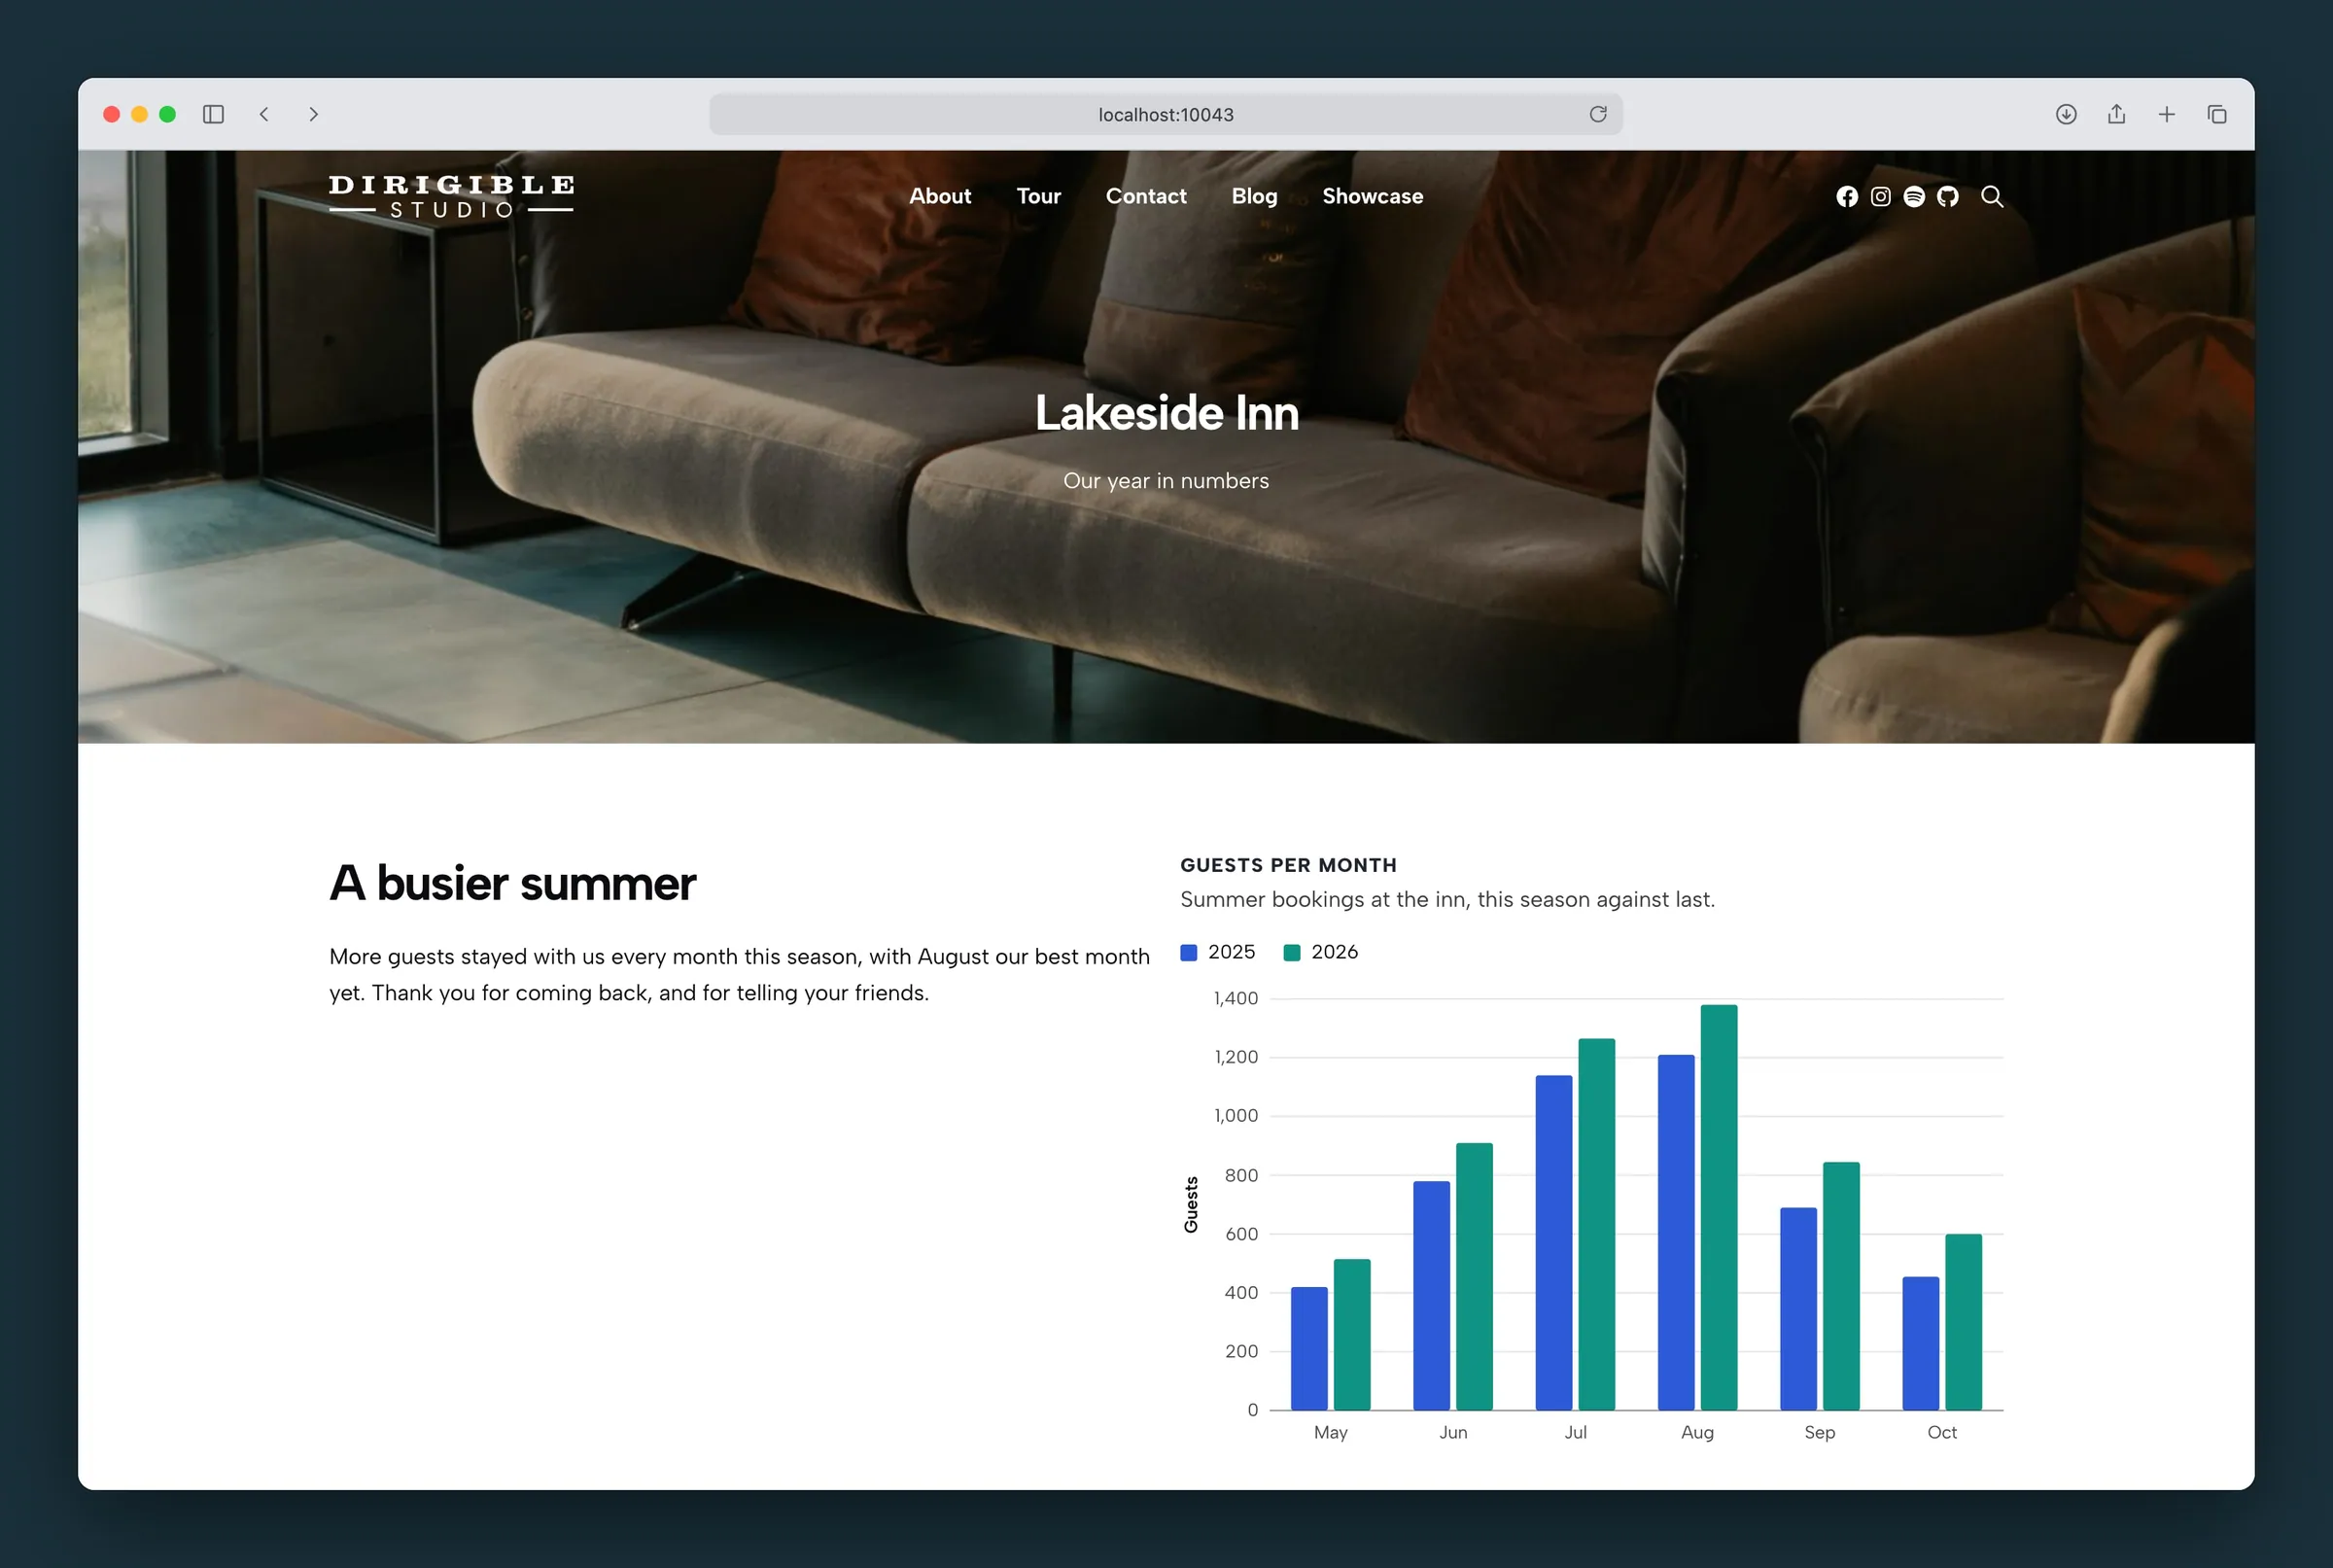 localhost:10043
DIRIGIBLE
STUDIO
About Tour Contact Blog Showcase
Lakeside Inn
Our year in numbers
A busier summer
More guests stayed with us every month this season, with August our best month
yet. Thank you for coming back, and for telling your friends.
GUESTS PER MONTH
Summer bookings at the inn, this season against last.
2025 2026
1,400
1,200
1,000
800
600
400
200
0
Guests
May Jun Jul Aug Sep Oct